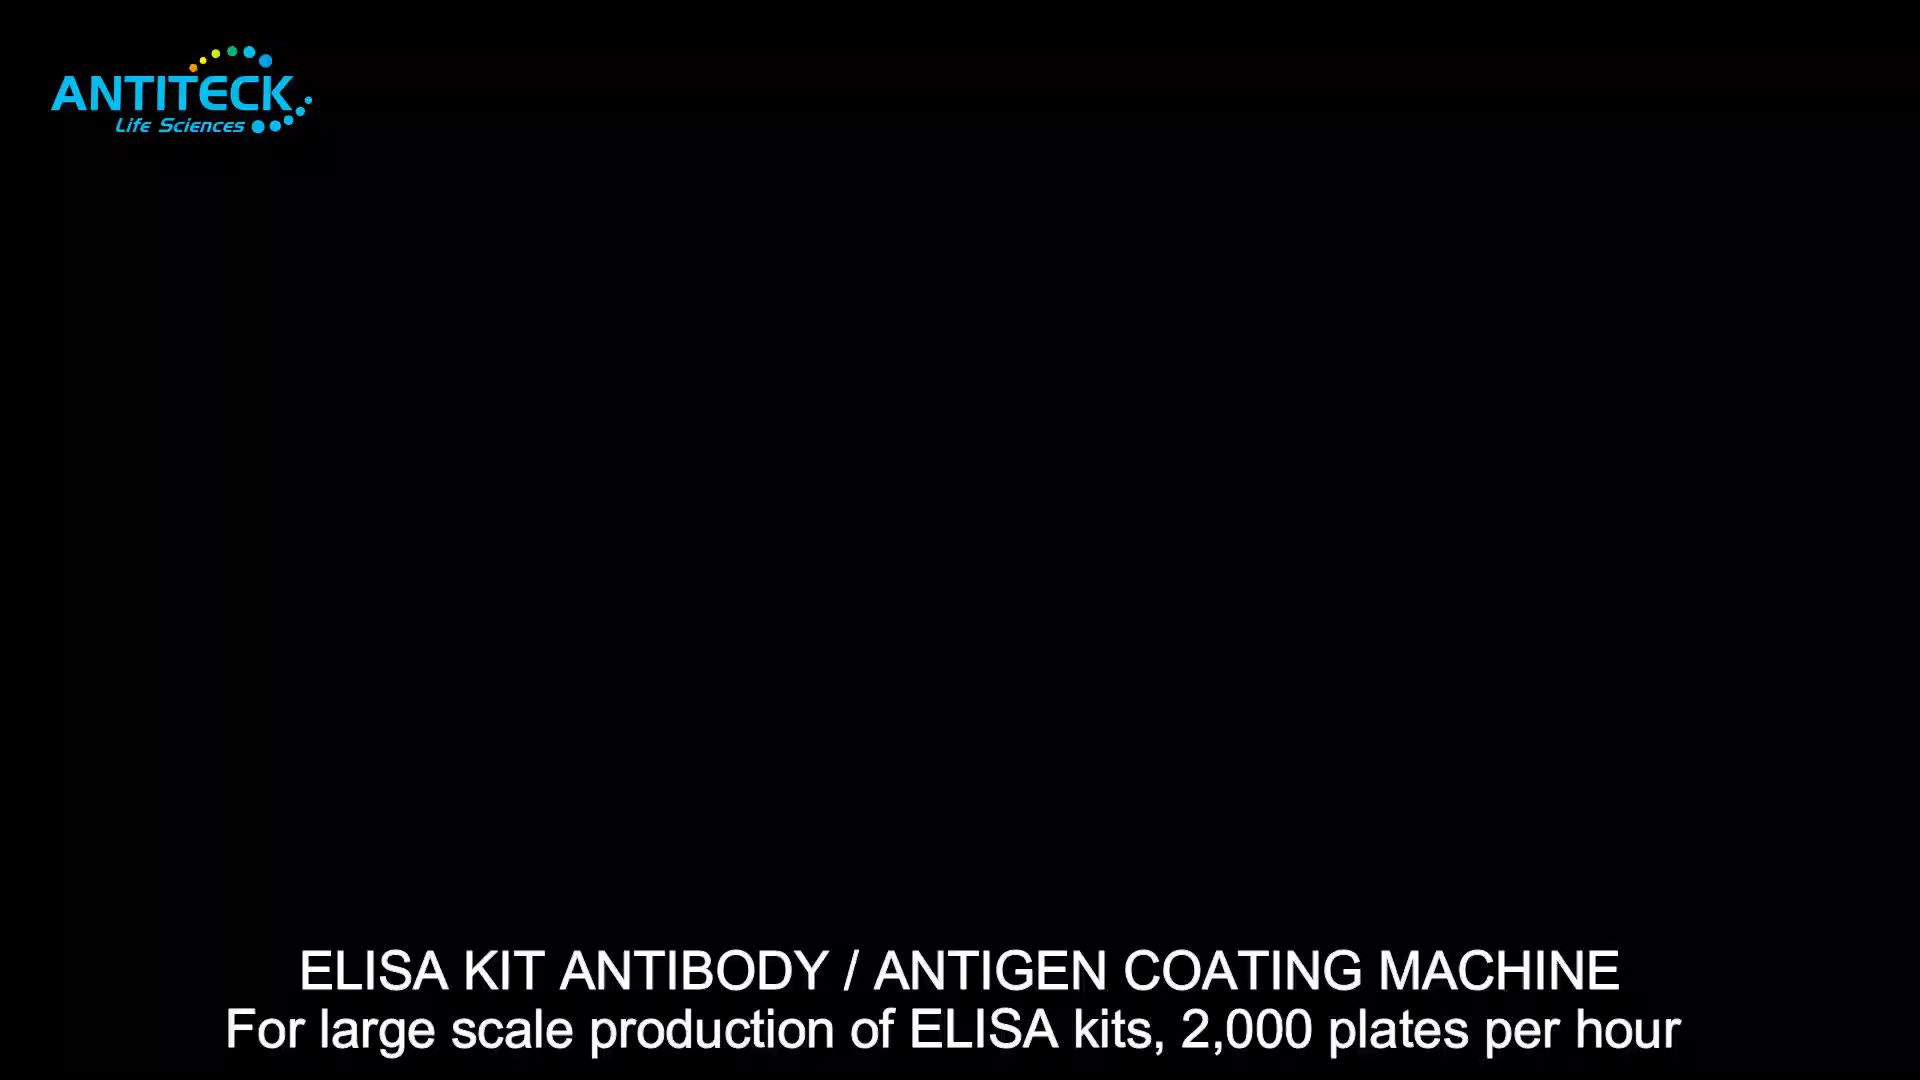 ANTITECK
Life Sciences
ELISA KIT ANTIBODY / ANTIGEN COATING MACHINE
For large scale production of ELISA kits, 2,000 plates per hour